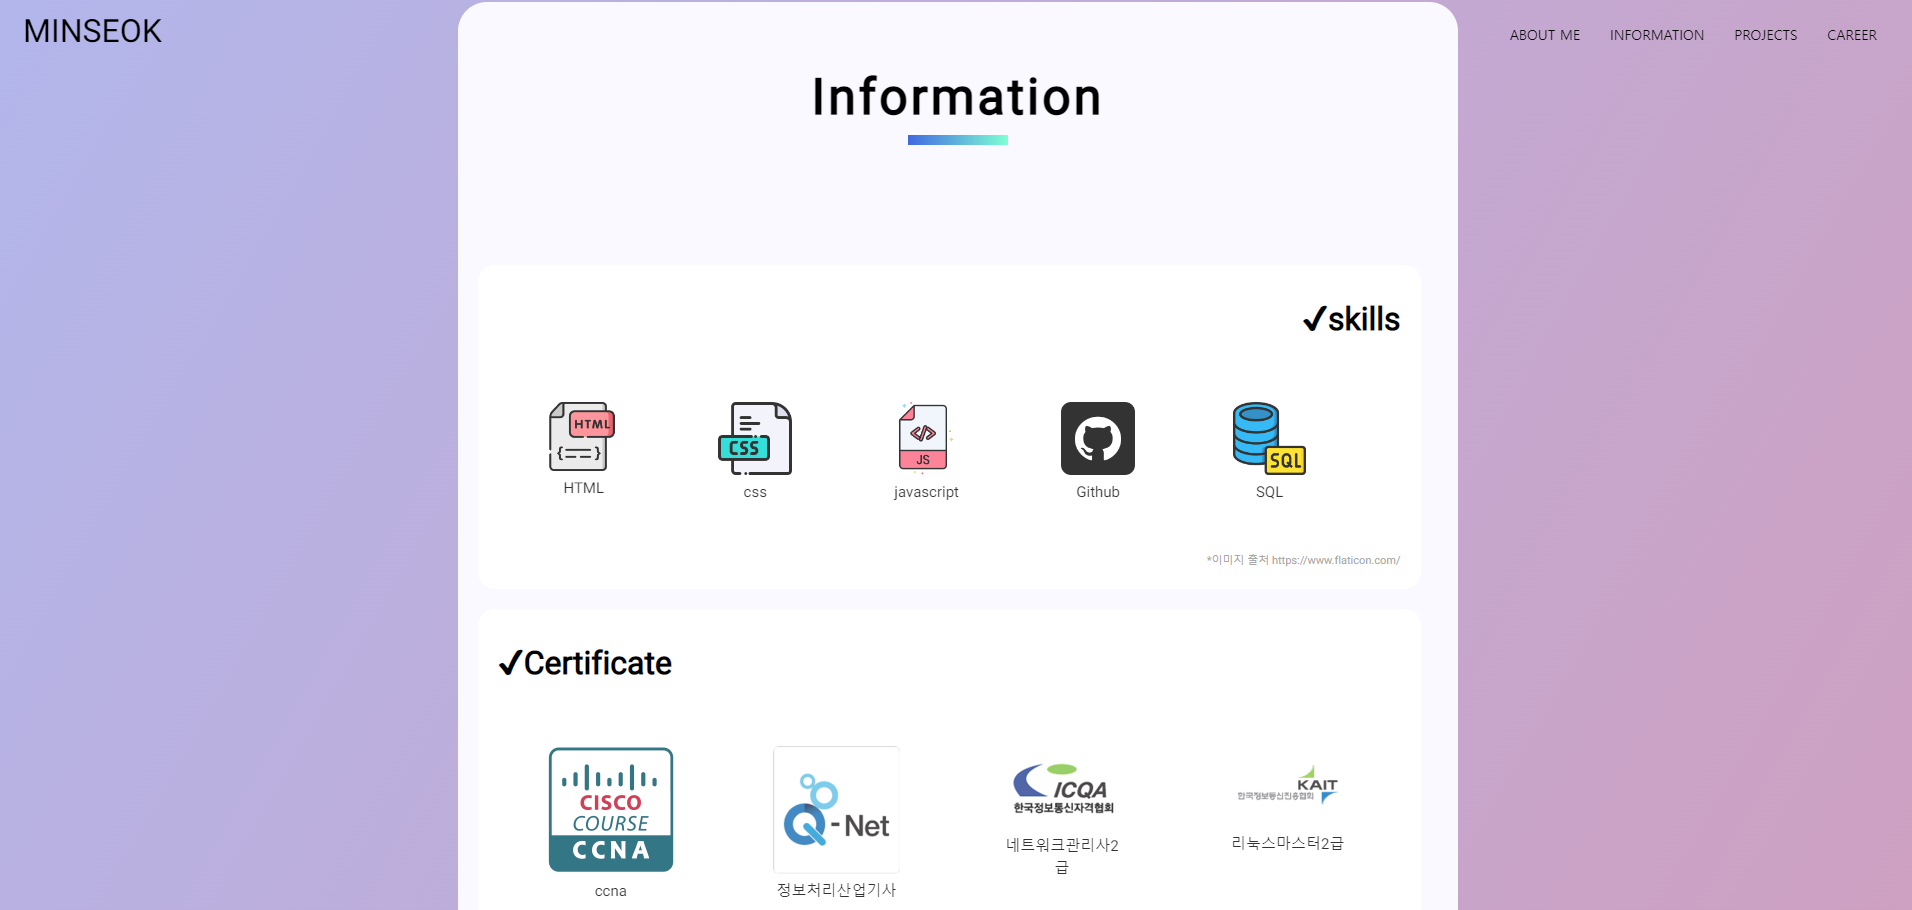 MINSEOK
ABOUT ME INFORMATION PROJECTS CAREER
Information
✓skills
HTML
CSS
JS
SQL
HTML css javascript Github SQL
*이미지 출처 https://www.flaticon.com/
✓Certificate
CISCO
COURSE
CCNA
Q-Net
ICQA
한국정보통신자격협회
KAIT
한국정보통신진흥협회
ccna
정보처리산업기사
네트워크관리사2
급
리눅스마스터2급